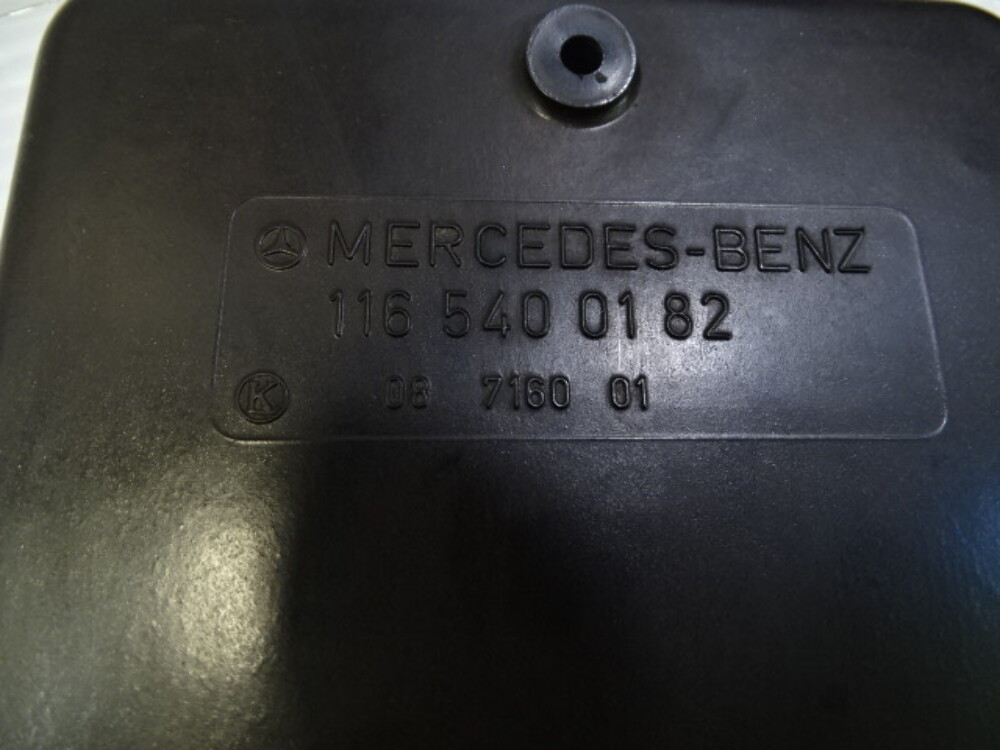 MERCEDES-BENZ
116 540 01 82
K 08 7160 01